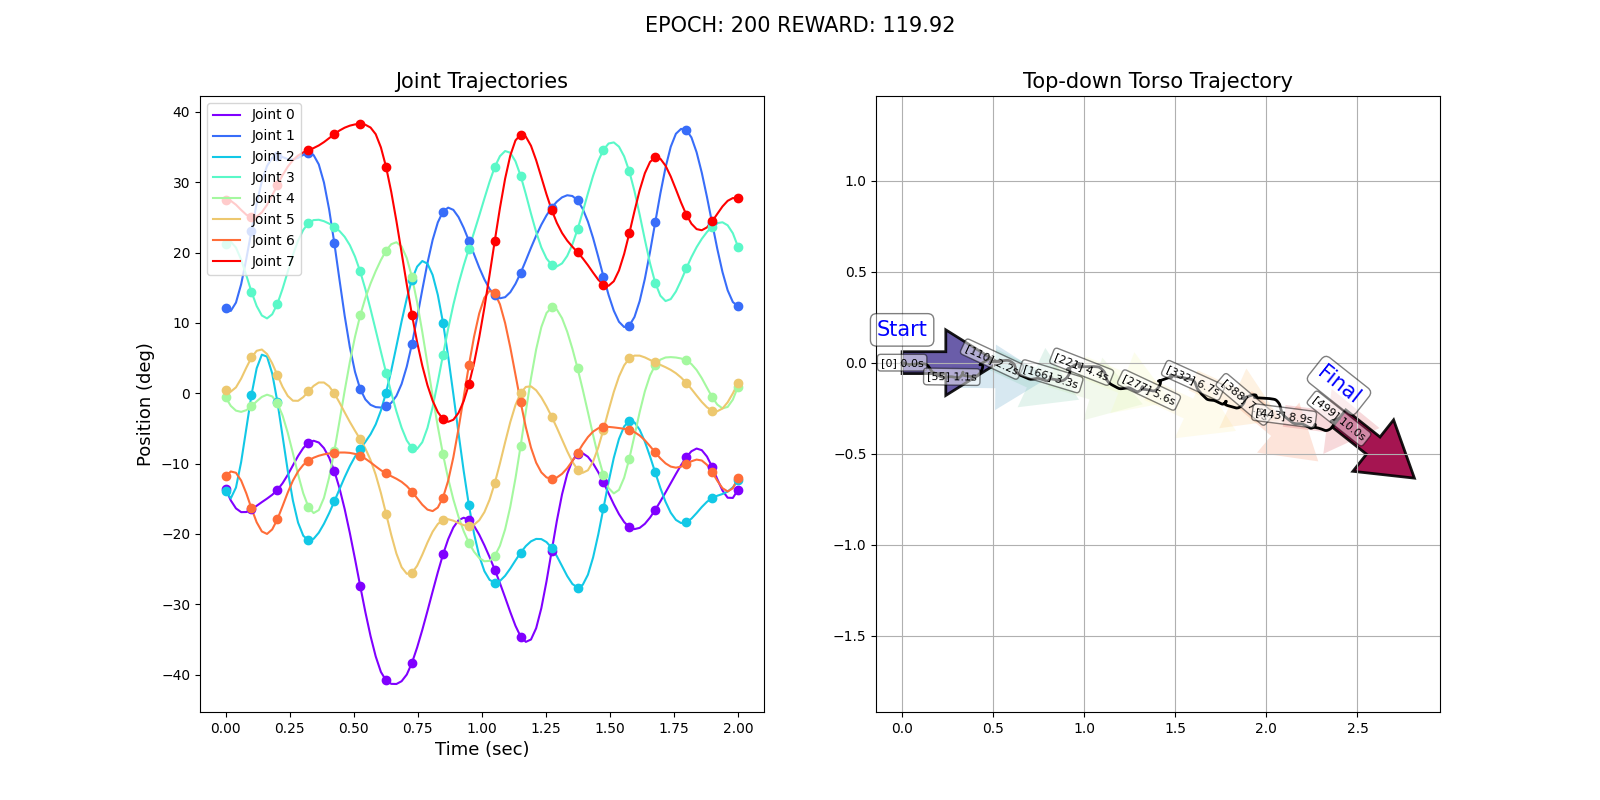 EPOCH: 200 REWARD: 119.92
Joint Trajectories
Position (deg)
40
30
20
10
0
−10
−20
−30
−40
Joint 0
Joint 1
Joint 2
Joint 3
Joint 4
Joint 5
Joint 6
Joint 7
0.00
0.25
0.50
0.75
1.00
1.25
1.50
1.75
2.00
Time (sec)
Top-down Torso Trajectory
1.0
0.5
0.0
−0.5
−1.0
−1.5
Start
Final
[0] 0.0s
[55] 1.1s
[110] 2.2s
[166] 3.3s
[221] 4.4s
[277] 5.6s
[332] 6.7s
[388]
[443] 8.9s
[499] 10.0s
0.0
0.5
1.0
1.5
2.0
2.5